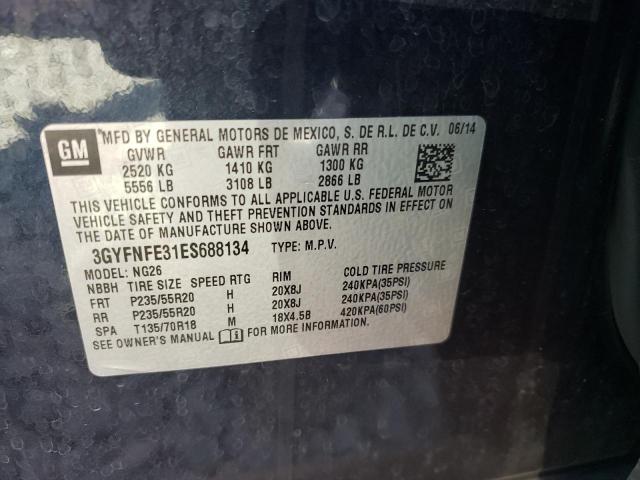 GM MFD BY GENERAL MOTORS DE MEXICO, S. DE R.L. DE C.V. 06/14
GVWR GAWR FRT GAWR RR
2520 KG 1410 KG 1300 KG
5556 LB 3108 LB 2866 LB
THIS VEHICLE CONFORMS TO ALL APPLICABLE U.S. FEDERAL MOTOR
VEHICLE SAFETY AND THEFT PREVENTION STANDARDS IN EFFECT ON
THE DATE OF MANUFACTURE SHOWN ABOVE.
3GYFNFE31ES688134 TYPE: M.P.V.
MODEL: NG26
NBBH TIRE SIZE SPEED RTG RIM COLD TIRE PRESSURE
FRT P235/55R20 H 20X8J 240KPA(35PSI)
RR P235/55R20 H 20X8J 240KPA(35PSI)
SPA T135/70R18 M 18X4.5B 420KPA(60PSI)
SEE OWNER'S MANUAL FOR MORE INFORMATION.